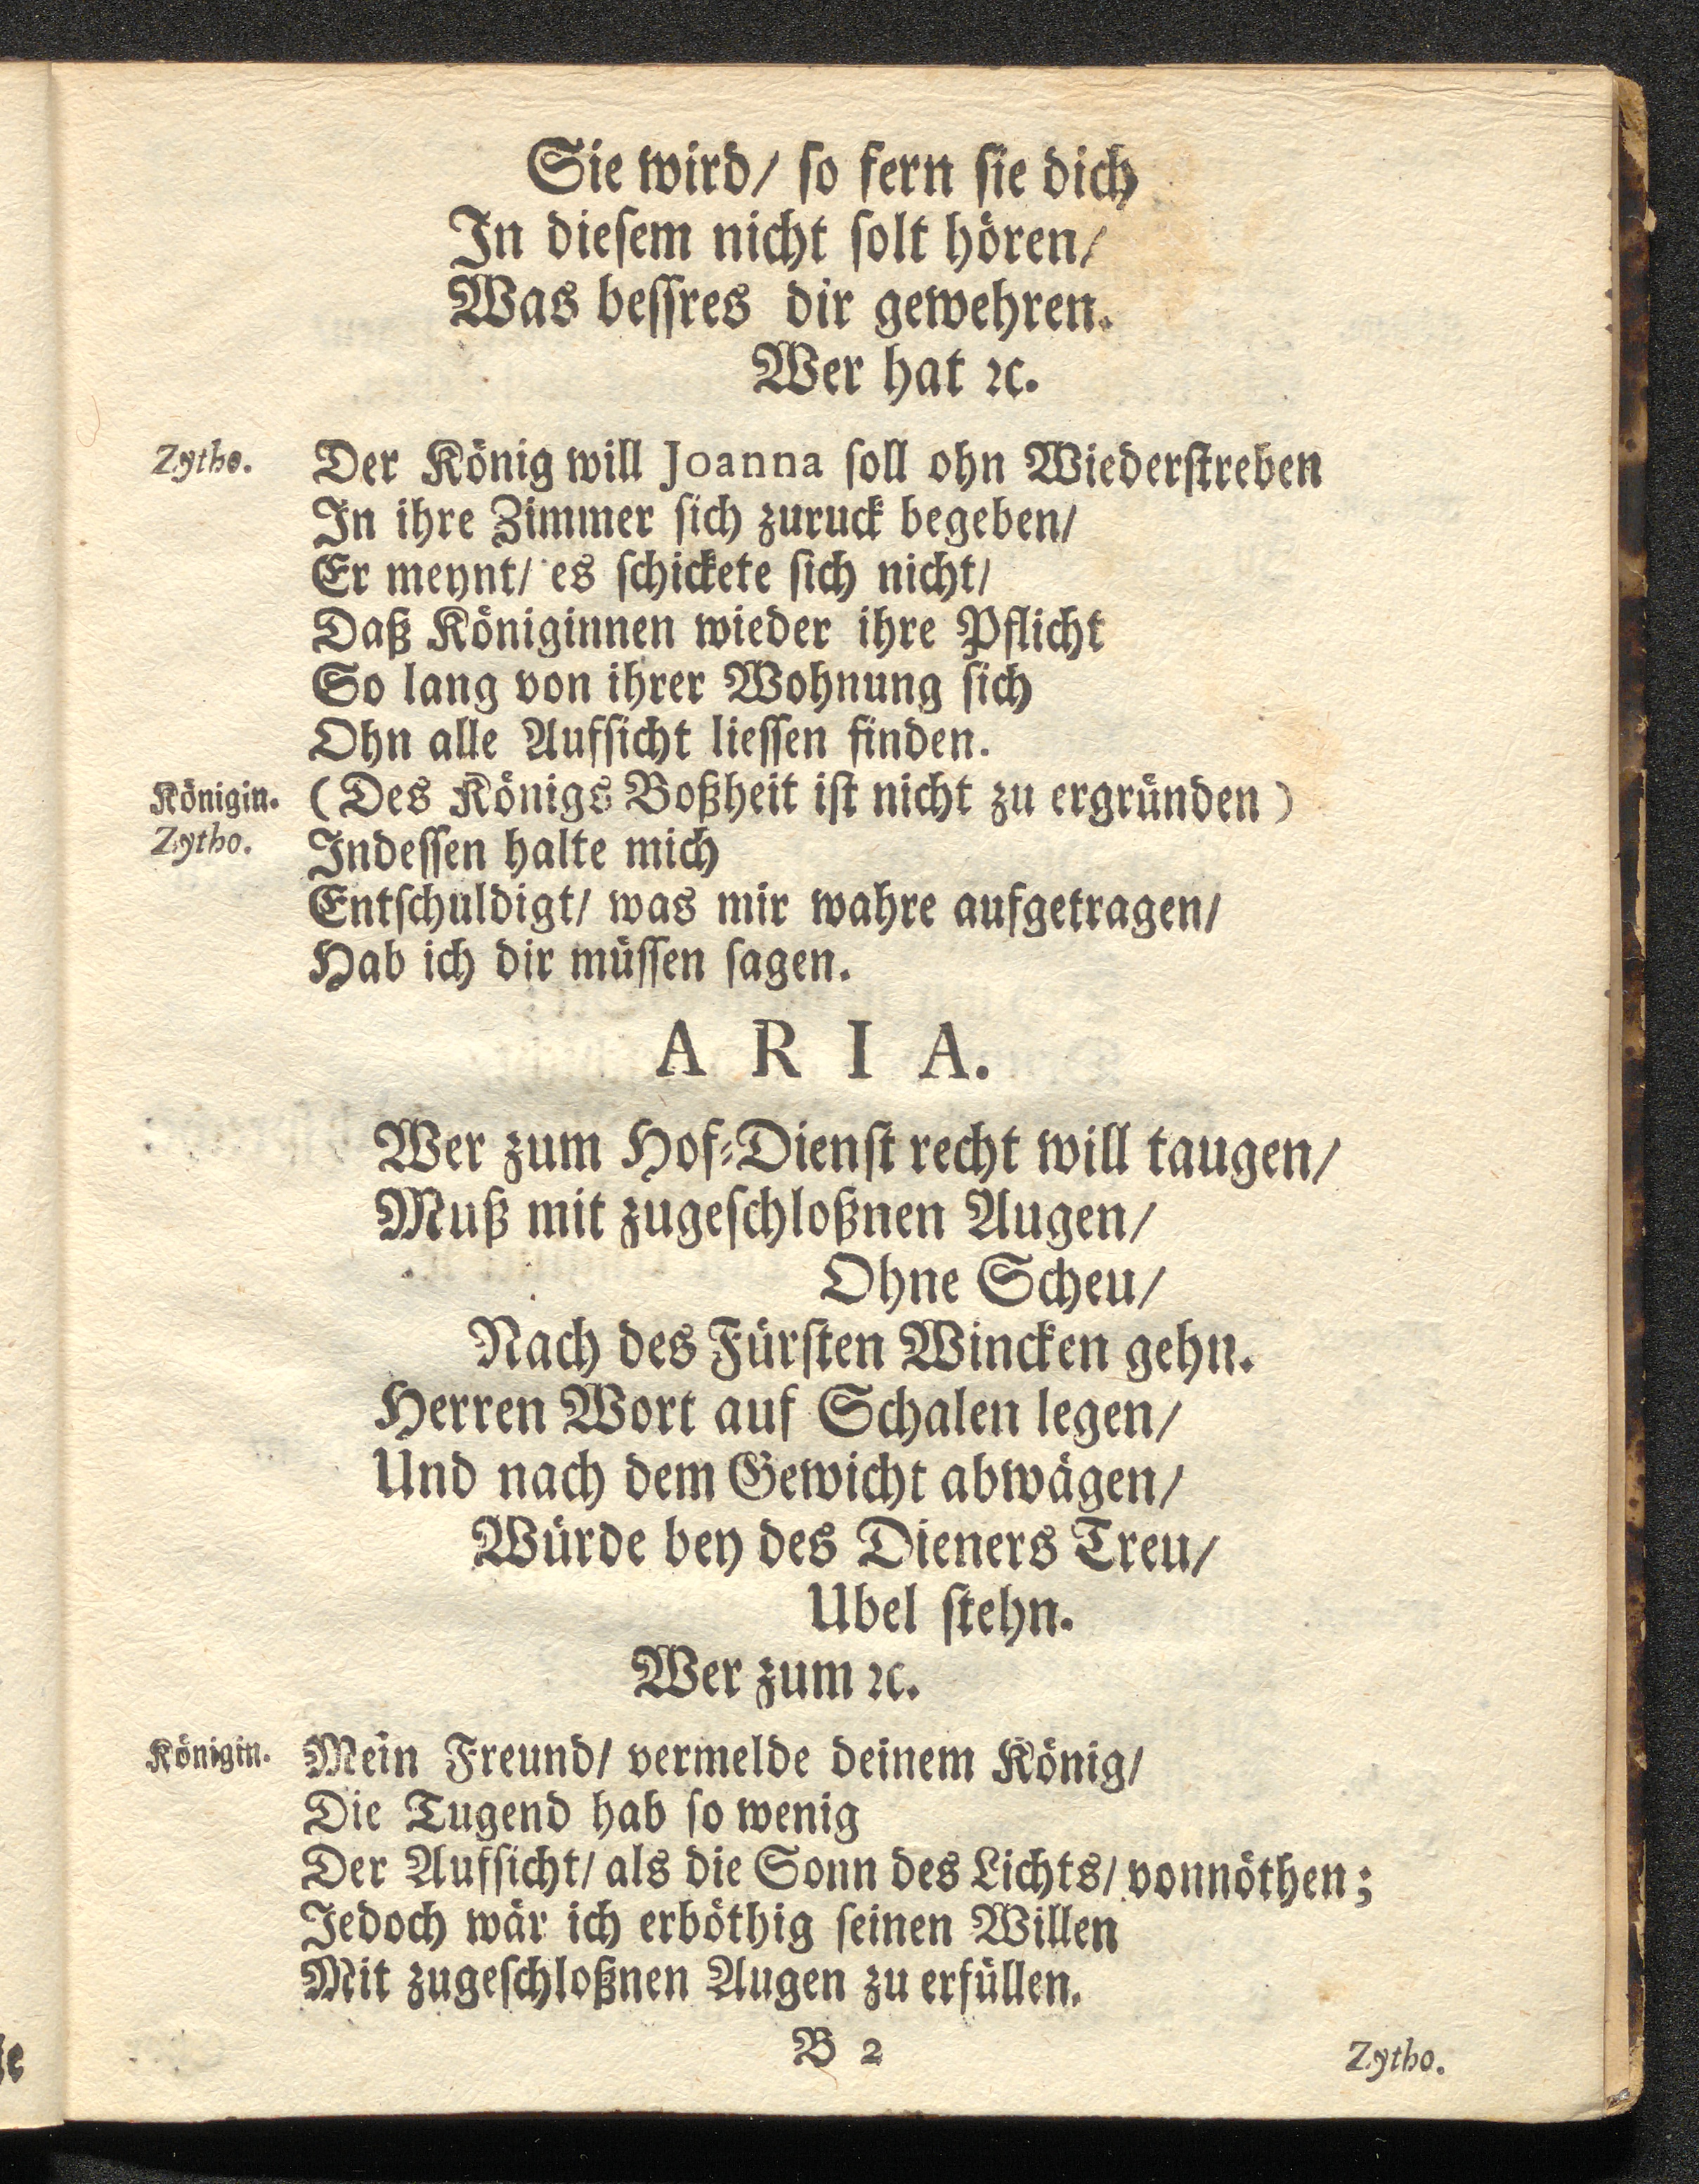 Sie wird/ ſo fern ſie dich
In dieſem nicht ſolt hören/
Was beſſres dir gewehren.
Wer hat ꝛc.
Zytho. Der König will Joanna ſoll ohn Wiederſtreben
In ihre Zimmer ſich zuruck begeben/
Er meynt/ es ſchickete ſich nicht/
Daß Königinnen wieder ihre Pflicht
So lang von ihrer Wohnung ſich
Ohn alle Aufſicht lieſſen finden.
Königin. (Des Königs Boßheit iſt nicht zu ergründen)
Zytho. Indeſſen halte mich
Entſchuldigt/ was mir wahre aufgetragen/
Hab ich dir müſſen ſagen.
ARIA.
Wer zum Hof-Dienſt recht will taugen/
Muß mit zugeſchloßnen Augen/
Ohne Scheu/
Nach des Fürſten Wincken gehn.
Herren Wort auf Schalen legen/
Und nach dem Gewicht abwägen/
Würde bey des Dieners Treu/
Ubel ſtehn.
Wer zum ꝛc.
Königin. Mein Freund/ vermelde deinem König/
Die Tugend hab ſo wenig
Der Aufſicht/ als die Sonn des Lichts/ vonnöthen;
Jedoch wär ich erböthig ſeinen Willen
Mit zugeſchloßnen Augen zu erfüllen.
B 2 Zytho.